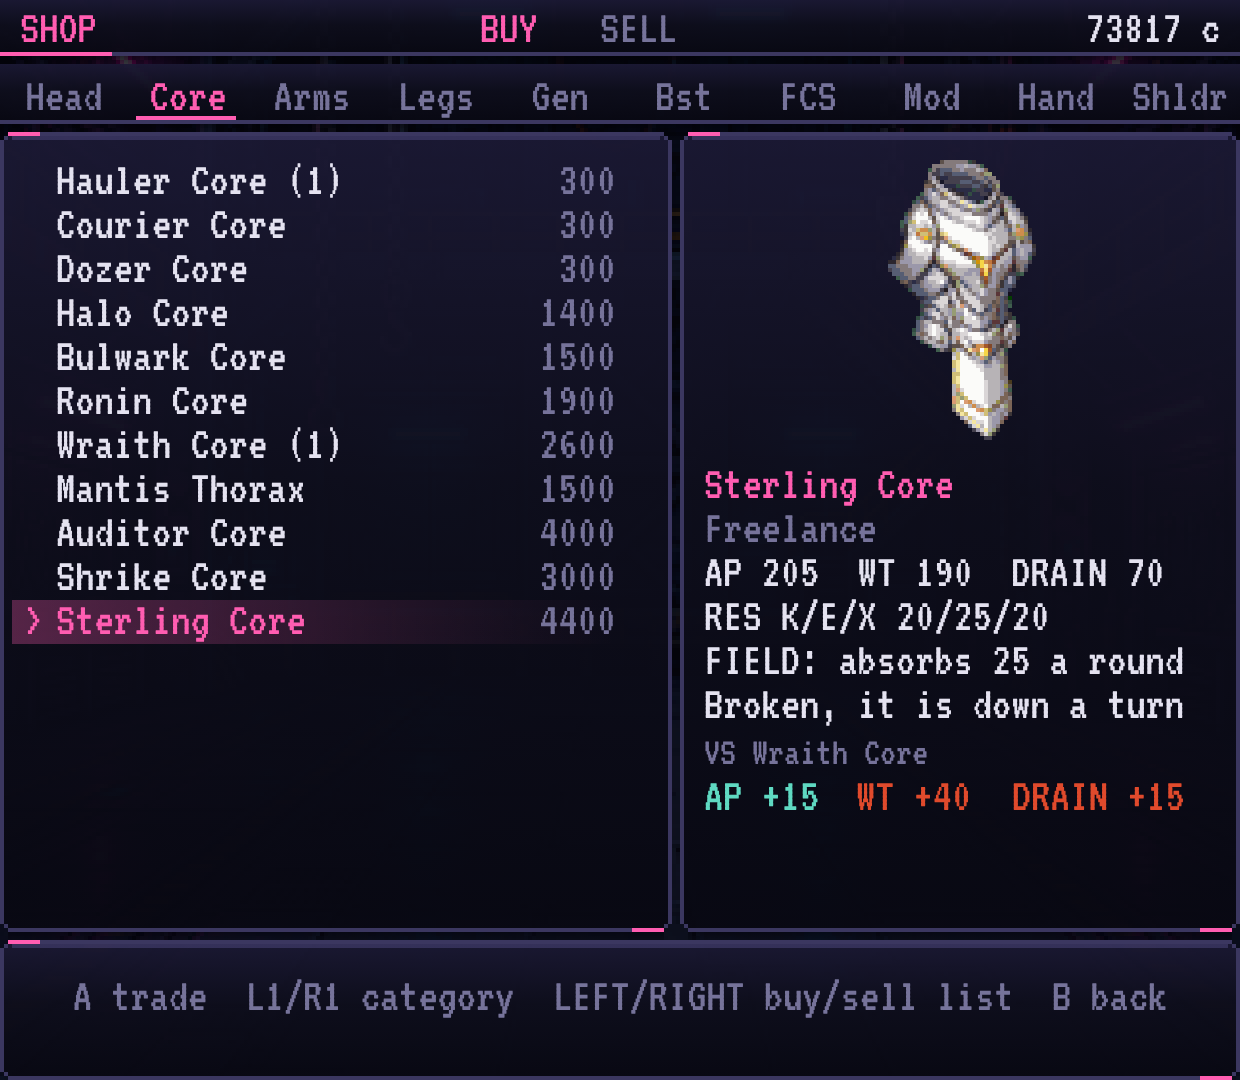 SHOP BUY SELL 73817 c
Head Core Arms Legs Gen Bst FCS Mod Hand Shldr
Hauler Core (1) 300
Courier Core 300
Dozer Core 300
Halo Core 1400
Bulwark Core 1500
Ronin Core 1900
Wraith Core (1) 2600
Mantis Thorax 1500
Auditor Core 4000
Shrike Core 3000
> Sterling Core 4400
Sterling Core
Freelance
AP 205 WT 190 DRAIN 70
RES K/E/X 20/25/20
FIELD: absorbs 25 a round
Broken, it is down a turn
VS Wraith Core
AP +15 WT +40 DRAIN +15
A trade L1/R1 category LEFT/RIGHT buy/sell list B back